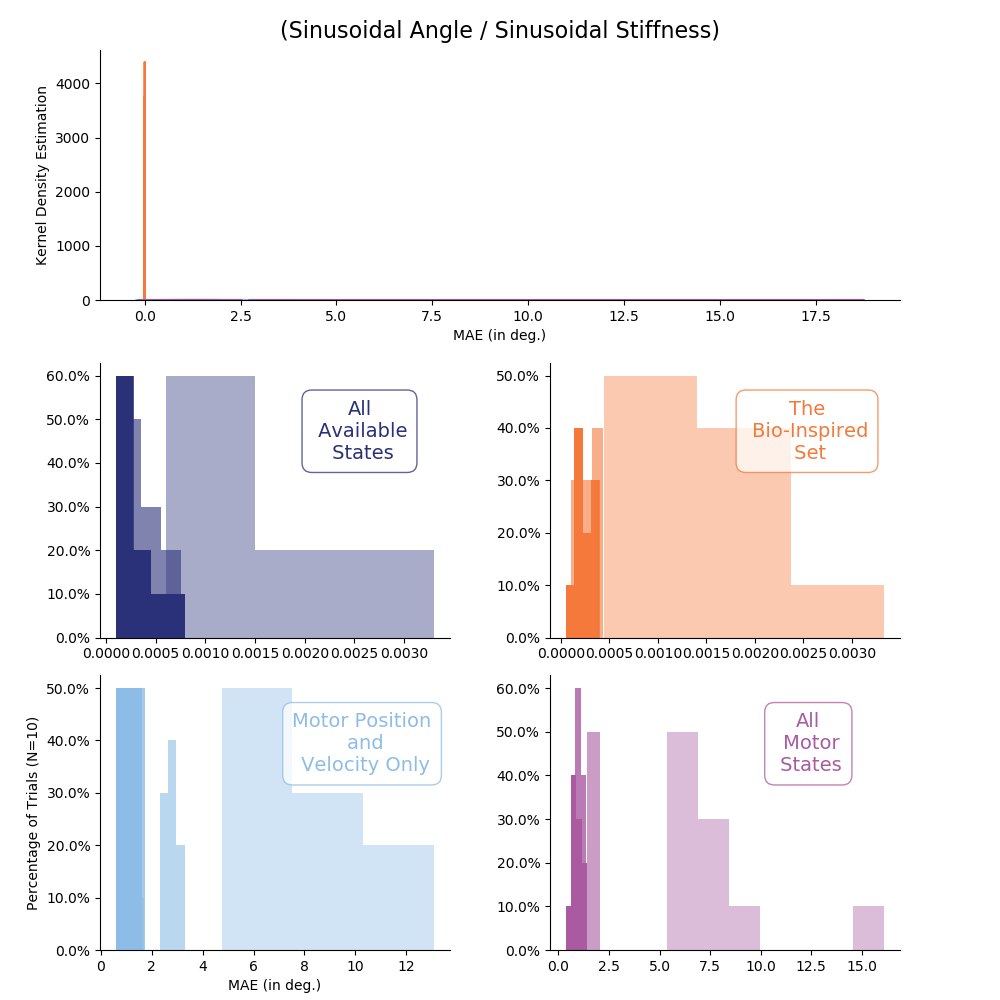 (Sinusoidal Angle / Sinusoidal Stiffness)
Kernel Density Estimation
4000
3000
2000
1000
0
0.0 2.5 5.0 7.5 10.0 12.5 15.0 17.5
MAE (in deg.)
60.0%
50.0%
40.0%
30.0%
20.0%
10.0%
0.0%
All
Available
States
0.0000 0.0005 0.0010 0.0015 0.0020 0.0025 0.0030
50.0%
40.0%
30.0%
20.0%
10.0%
0.0%
The
Bio-Inspired
Set
0.0000 0.0005 0.0010 0.0015 0.0020 0.0025 0.0030
Percentage of Trials (N=10)
50.0%
40.0%
30.0%
20.0%
10.0%
0.0%
Motor Position
and
Velocity Only
0 2 4 6 8 10 12
MAE (in deg.)
60.0%
50.0%
40.0%
30.0%
20.0%
10.0%
0.0%
All
Motor
States
0.0 2.5 5.0 7.5 10.0 12.5 15.0